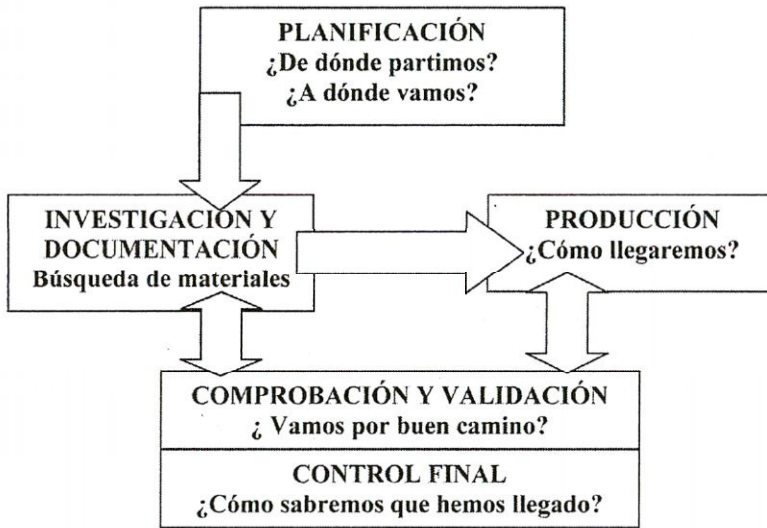 PLANIFICACIÓN
¿De dónde partimos?
¿A dónde vamos?
INVESTIGACIÓN Y
DOCUMENTACIÓN
Búsqueda de materiales
PRODUCCIÓN
¿Cómo llegaremos?
COMPROBACIÓN Y VALIDACIÓN
¿ Vamos por buen camino?
CONTROL FINAL
¿Cómo sabremos que hemos llegado?